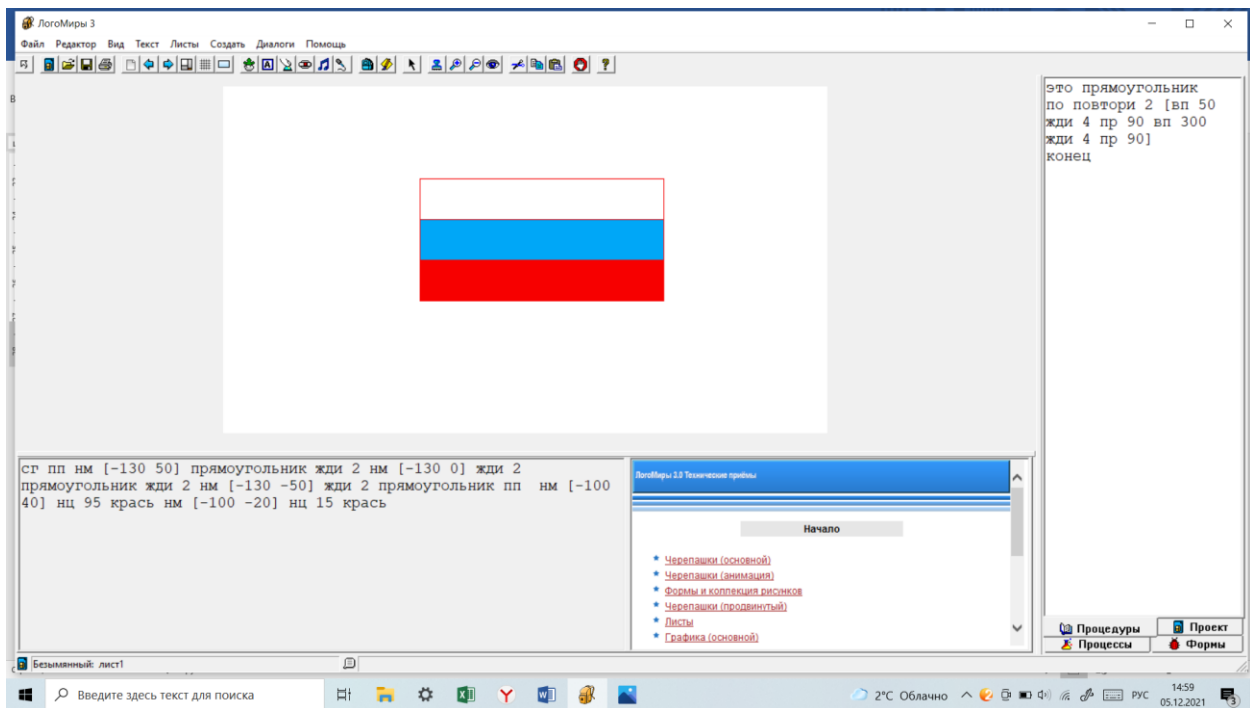 ЛогоМиры 3
Файл Редактор Вид Текст Листы Создать Диалоги Помощь
это прямоугольник
по повтори 2 [вп 50
жди 4 пр 90 вп 300
жди 4 пр 90]
конец
сг пп нм [-130 50] прямоугольник жди 2 нм [-130 0] жди 2
прямоугольник жди 2 нм [-130 -50] жди 2 прямоугольник пп нм [-100
40] нц 95 крась нм [-100 -20] нц 15 крась
ЛогоМиры 2.0 Технические приёмы
Начало
Черепашки (основной)
Черепашки (анимация)
Формы и коллекция рисунков
Черепашки (продвинутый)
Листы
Графика (основной)
Процедуры
Проект
Процессы
Формы
Безымянный: лист1
Введите здесь текст для поиска
2°C Облачно
РУС
14:59
05.12.2021